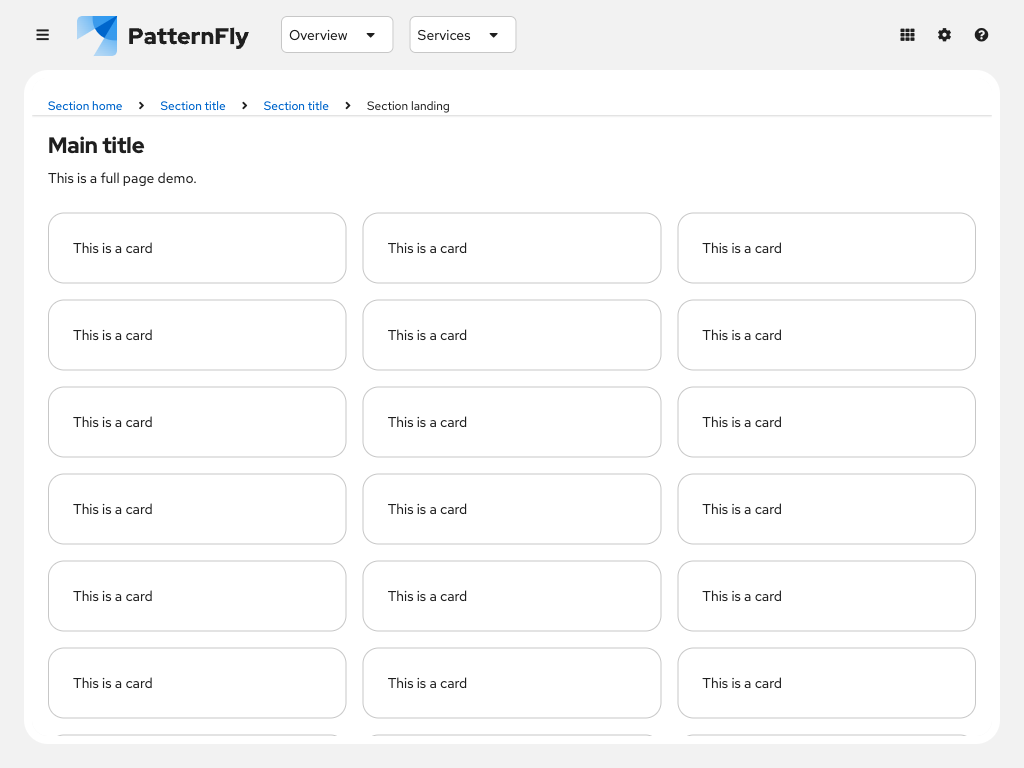 PatternFly Overview Services
Section home Section title Section title Section landing
Main title
This is a full page demo.
This is a card This is a card This is a card
This is a card This is a card This is a card
This is a card This is a card This is a card
This is a card This is a card This is a card
This is a card This is a card This is a card
This is a card This is a card This is a card